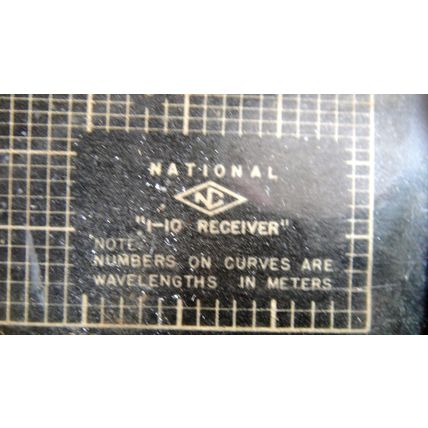 NATIONAL
NC
"1-10 RECEIVER"
NOTE:
NUMBERS ON CURVES ARE
WAVELENGTHS IN METERS